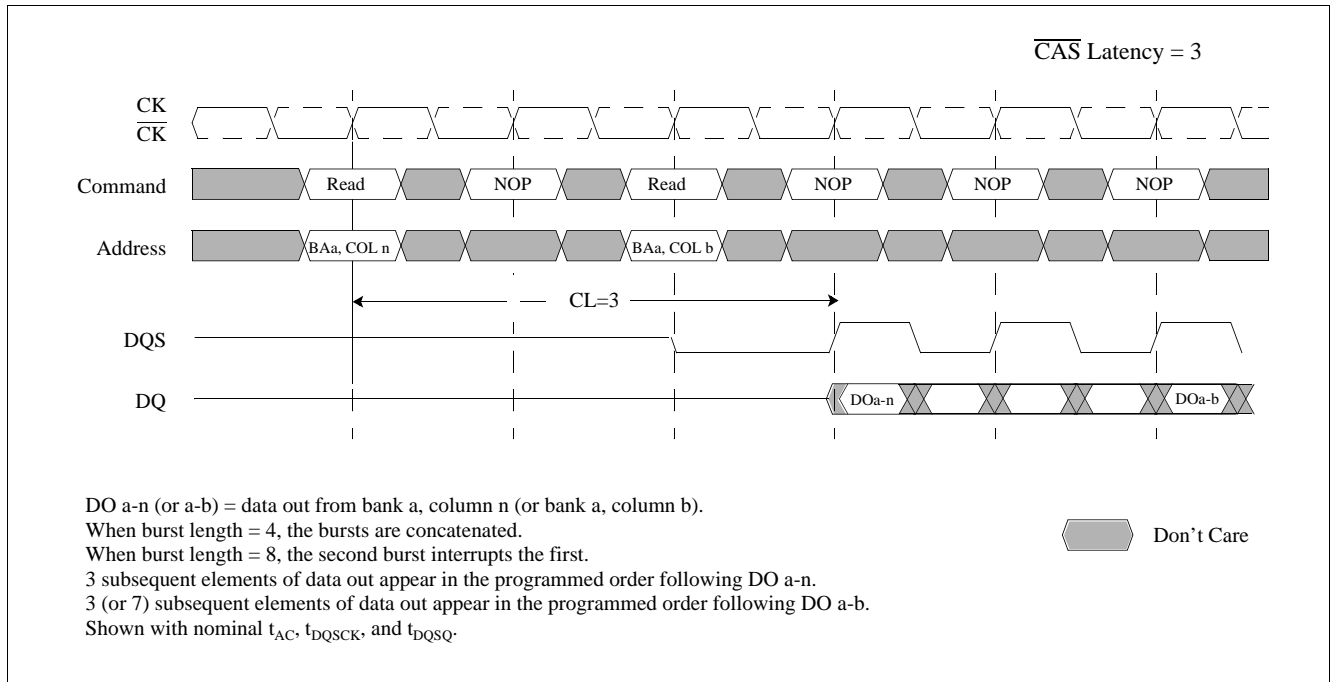 CAS Latency = 3
CK
CK
Command
Read
NOP
Read
NOP
NOP
NOP
Address
BAa, COL n
BAa, COL b
CL=3
DQS
DQ
DOa-n
DOa-b
DO a-n (or a-b) = data out from bank a, column n (or bank a, column b).
When burst length = 4, the bursts are concatenated.
When burst length = 8, the second burst interrupts the first.
3 subsequent elements of data out appear in the programmed order following DO a-n.
3 (or 7) subsequent elements of data out appear in the programmed order following DO a-b.
Shown with nominal tAC, tDQSCK, and tDQSQ.
Don't Care